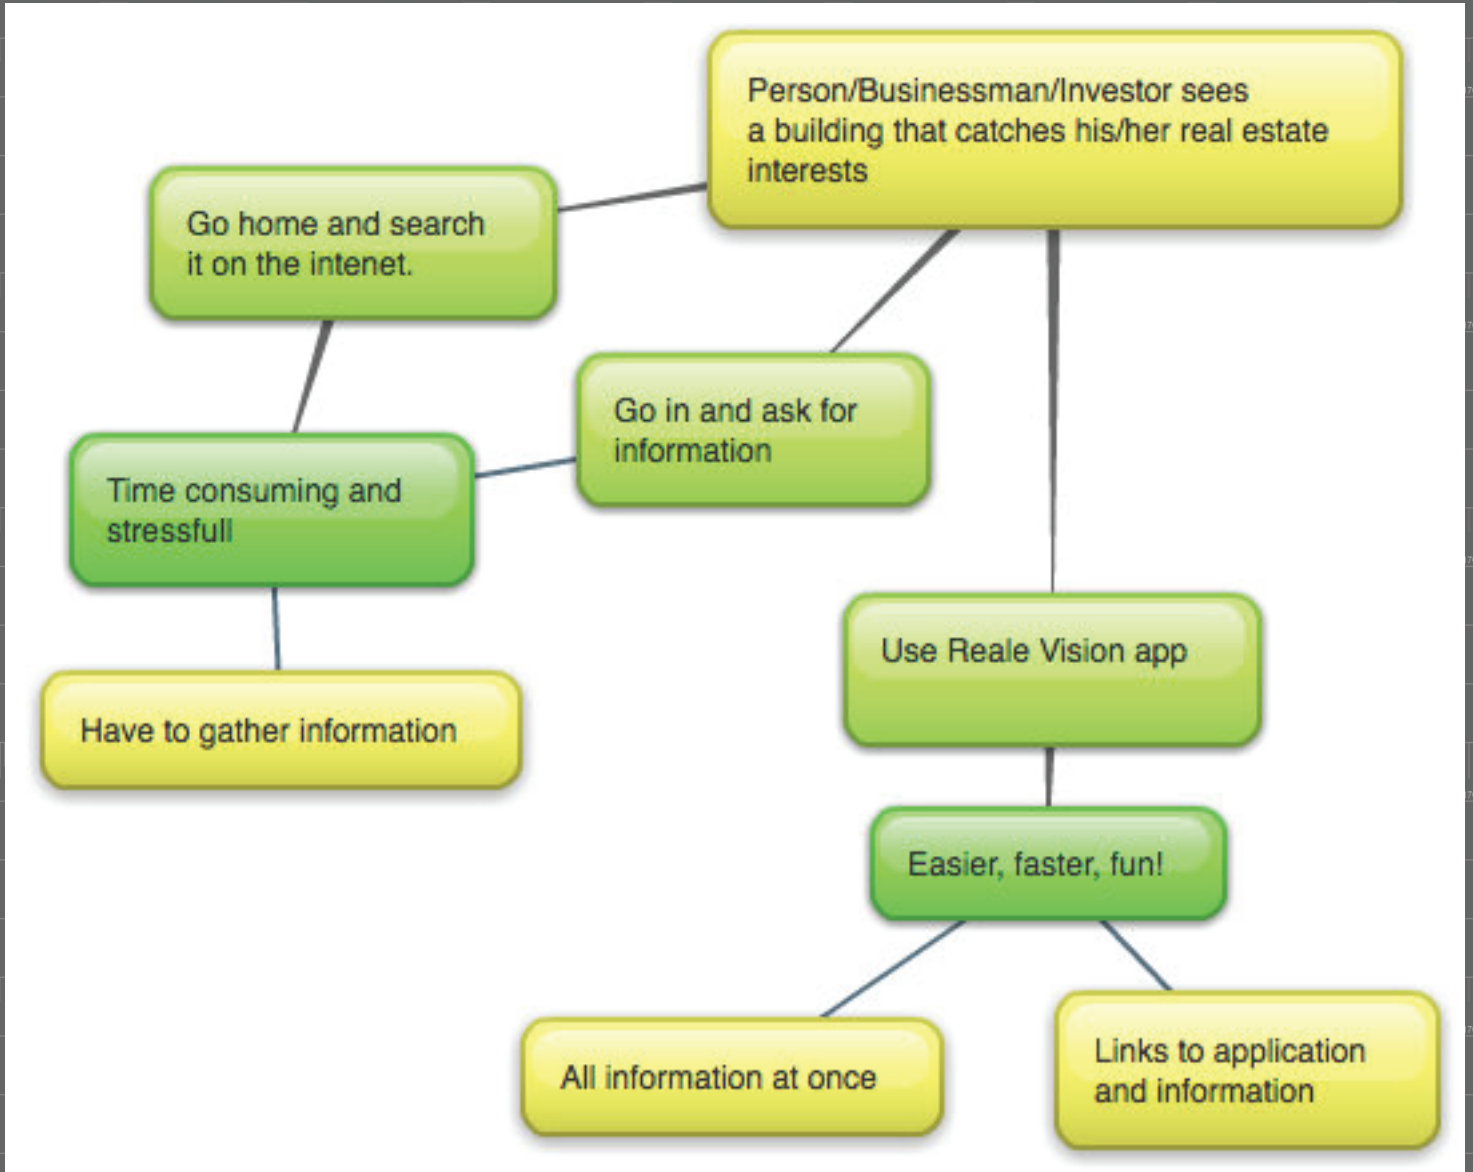 Person/Businessman/Investor sees
a building that catches his/her real estate
interests
Go home and search
it on the intenet.
Go in and ask for
information
Time consuming and
stressfull
Use Reale Vision app
Have to gather information
Easier, faster, fun!
All information at once
Links to application
and information